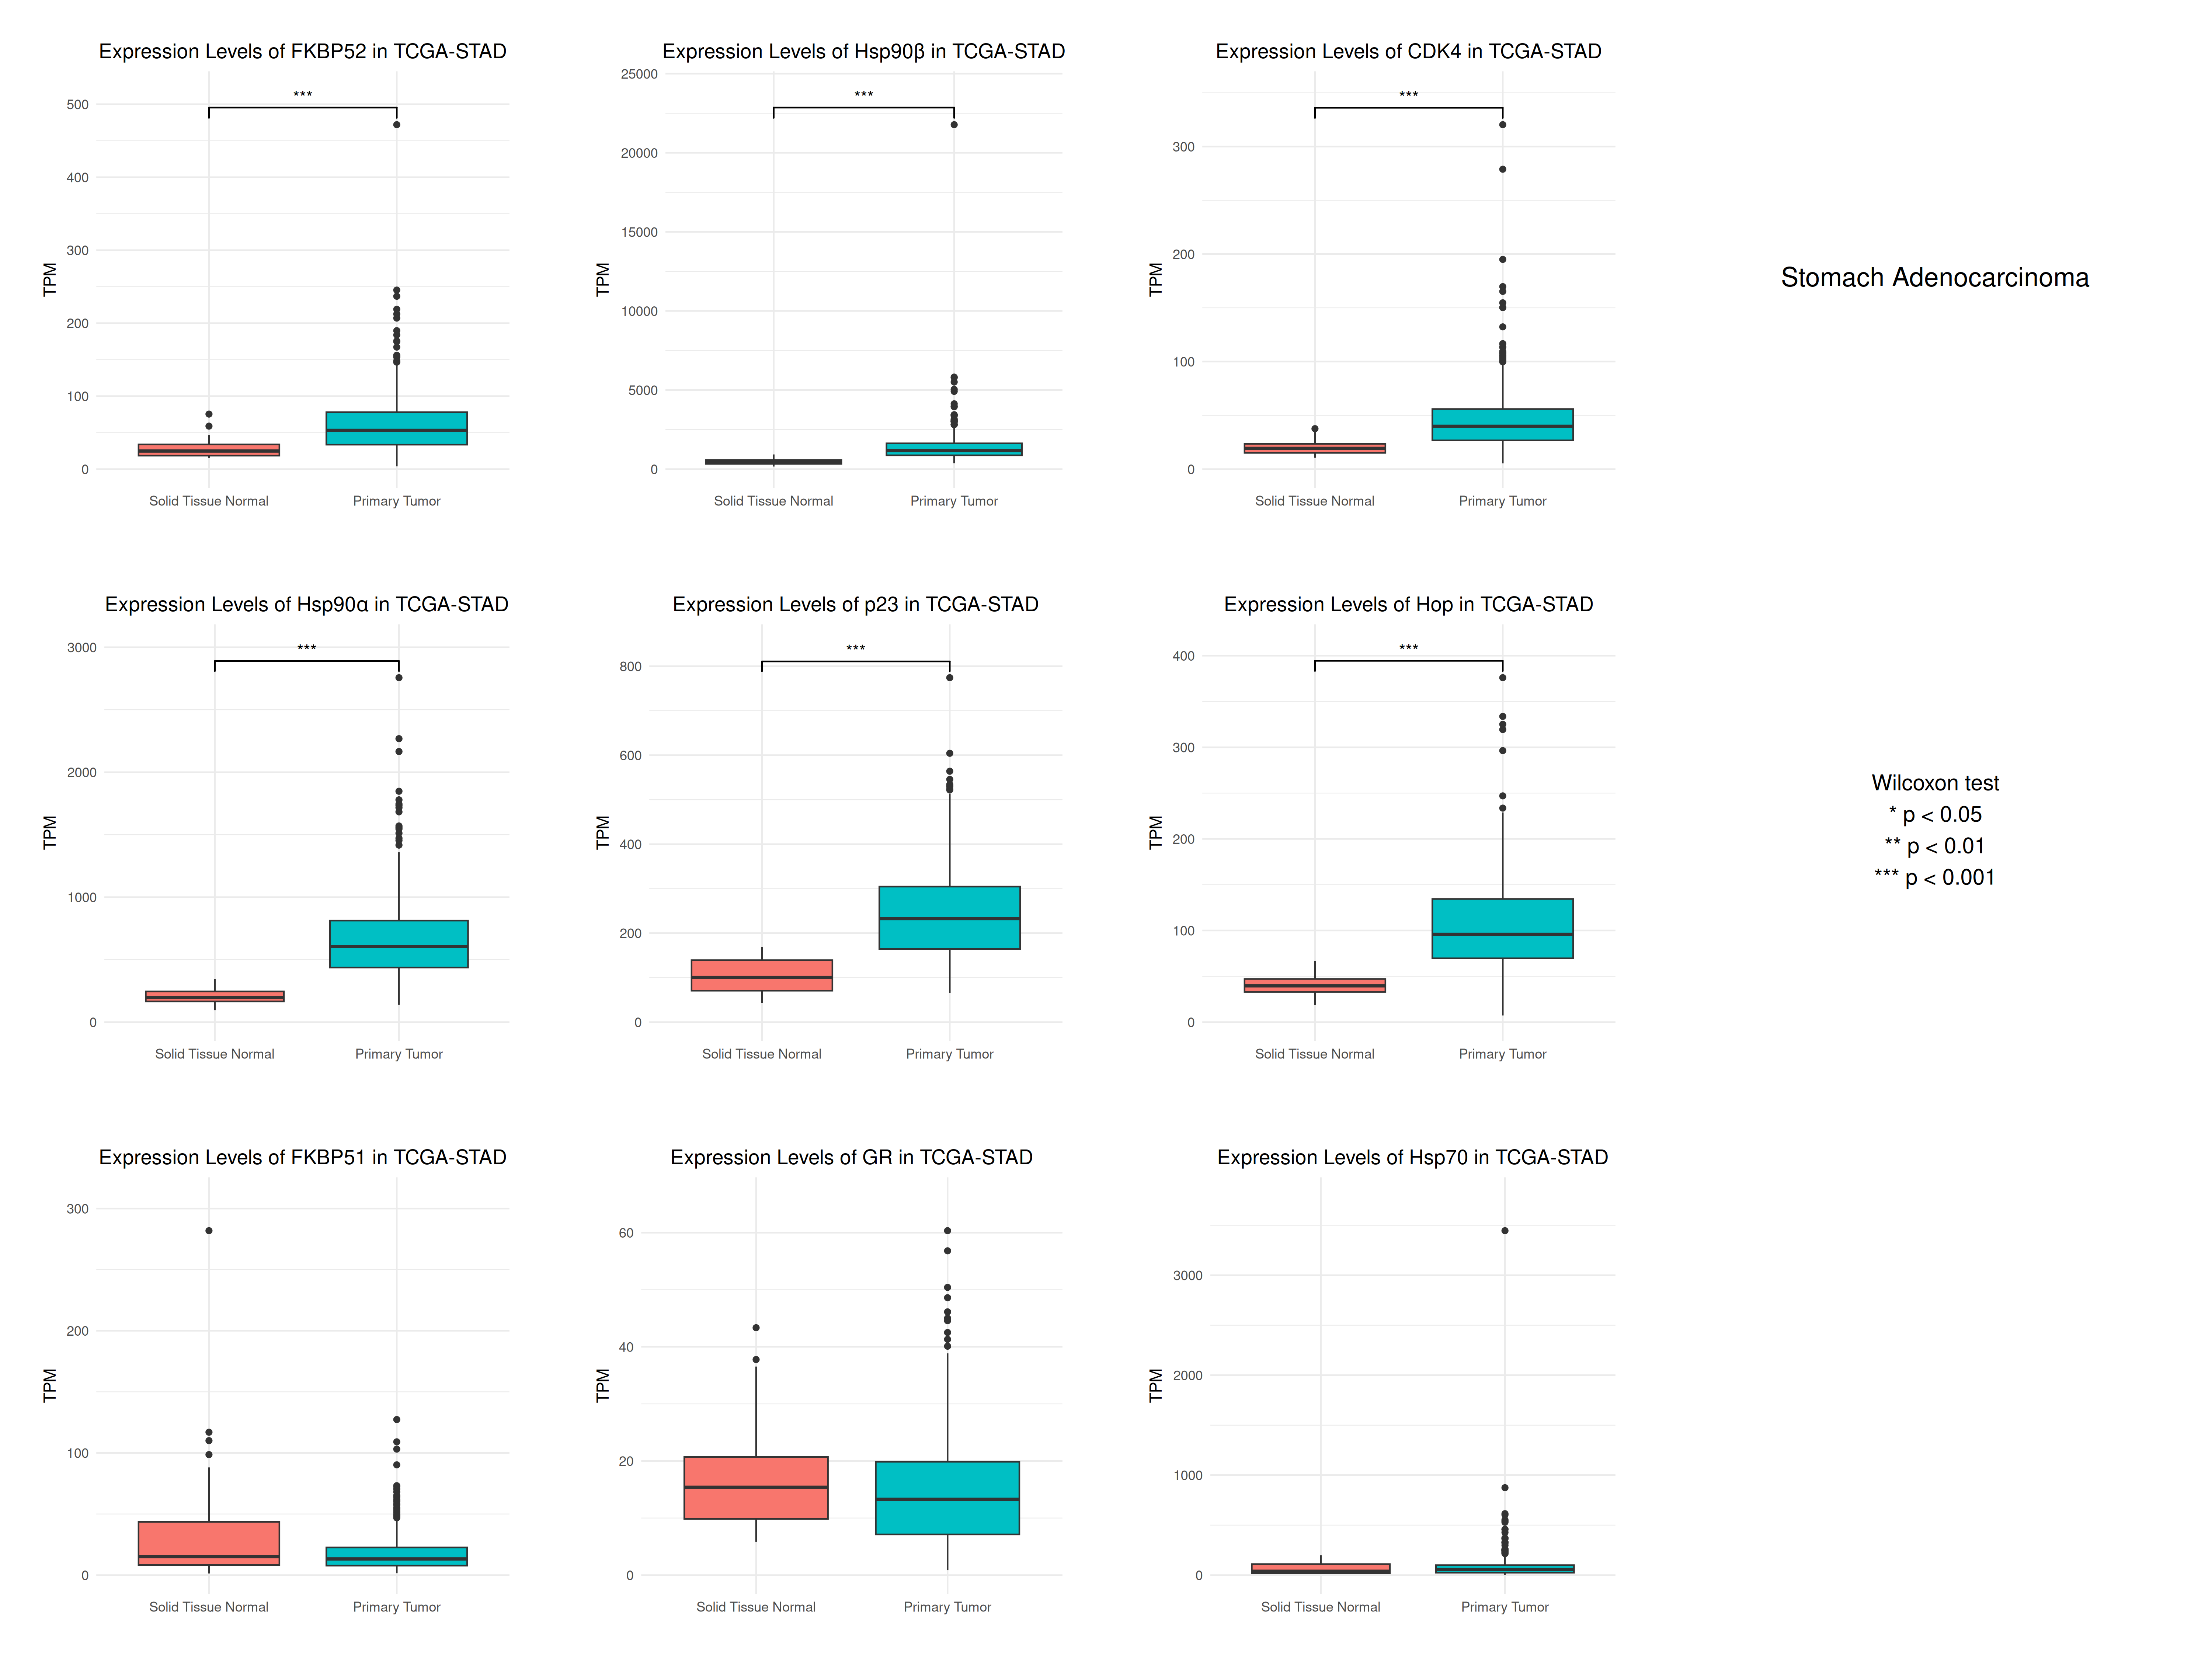 Expression Levels of FKBP52 in TCGA-STAD
TPM
500
400
300
200
100
0
***
Solid Tissue Normal
Primary Tumor
Expression Levels of Hsp90β in TCGA-STAD
TPM
25000
20000
15000
10000
5000
0
***
Solid Tissue Normal
Primary Tumor
Expression Levels of CDK4 in TCGA-STAD
TPM
300
200
100
0
***
Solid Tissue Normal
Primary Tumor
Stomach Adenocarcinoma
Expression Levels of Hsp90α in TCGA-STAD
TPM
3000
2000
1000
0
***
Solid Tissue Normal
Primary Tumor
Expression Levels of p23 in TCGA-STAD
TPM
800
600
400
200
0
***
Solid Tissue Normal
Primary Tumor
Expression Levels of Hop in TCGA-STAD
TPM
400
300
200
100
0
***
Solid Tissue Normal
Primary Tumor
Wilcoxon test
* p < 0.05
** p < 0.01
*** p < 0.001
Expression Levels of FKBP51 in TCGA-STAD
TPM
300
200
100
0
Solid Tissue Normal
Primary Tumor
Expression Levels of GR in TCGA-STAD
TPM
60
40
20
0
Solid Tissue Normal
Primary Tumor
Expression Levels of Hsp70 in TCGA-STAD
TPM
3000
2000
1000
0
Solid Tissue Normal
Primary Tumor